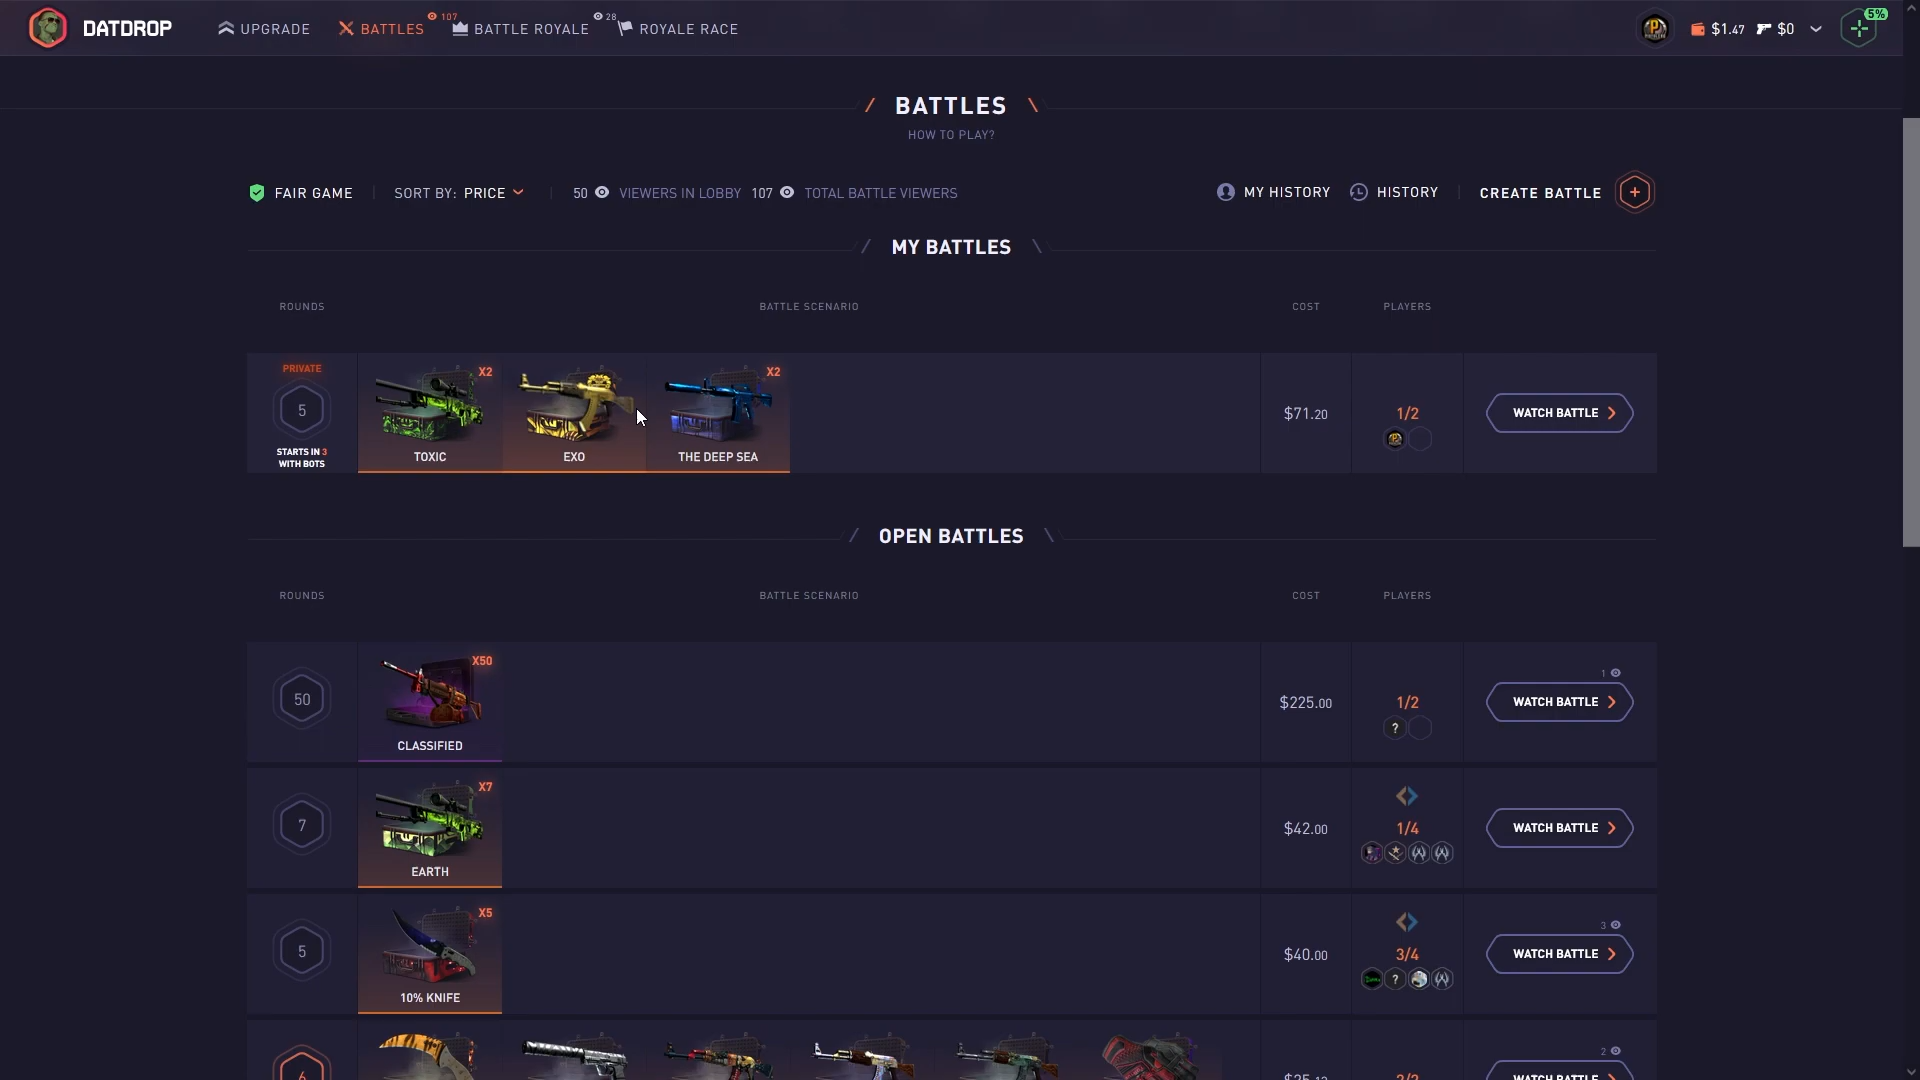 DATDROP UPGRADE BATTLES 107 BATTLE ROYALE 28 ROYALE RACE $1.47 $0 5%
/ BATTLES \
HOW TO PLAY?
FAIR GAME SORT BY: PRICE 50 VIEWERS IN LOBBY 107 TOTAL BATTLE VIEWERS MY HISTORY HISTORY CREATE BATTLE +
/ MY BATTLES \
ROUNDS BATTLE SCENARIO COST PLAYERS
PRIVATE X2 X2
5 $71.20 1/2 WATCH BATTLE
STARTS IN 3
WITH BOTS
TOXIC EXO THE DEEP SEA
/ OPEN BATTLES \
ROUNDS BATTLE SCENARIO COST PLAYERS
X50 1
50 $225.00 1/2 WATCH BATTLE
?
CLASSIFIED
X7
7 $42.00 1/4 WATCH BATTLE
EARTH
X5 3
5 $40.00 3/4 WATCH BATTLE
?
10% KNIFE
2
6 WATCH BATTLE